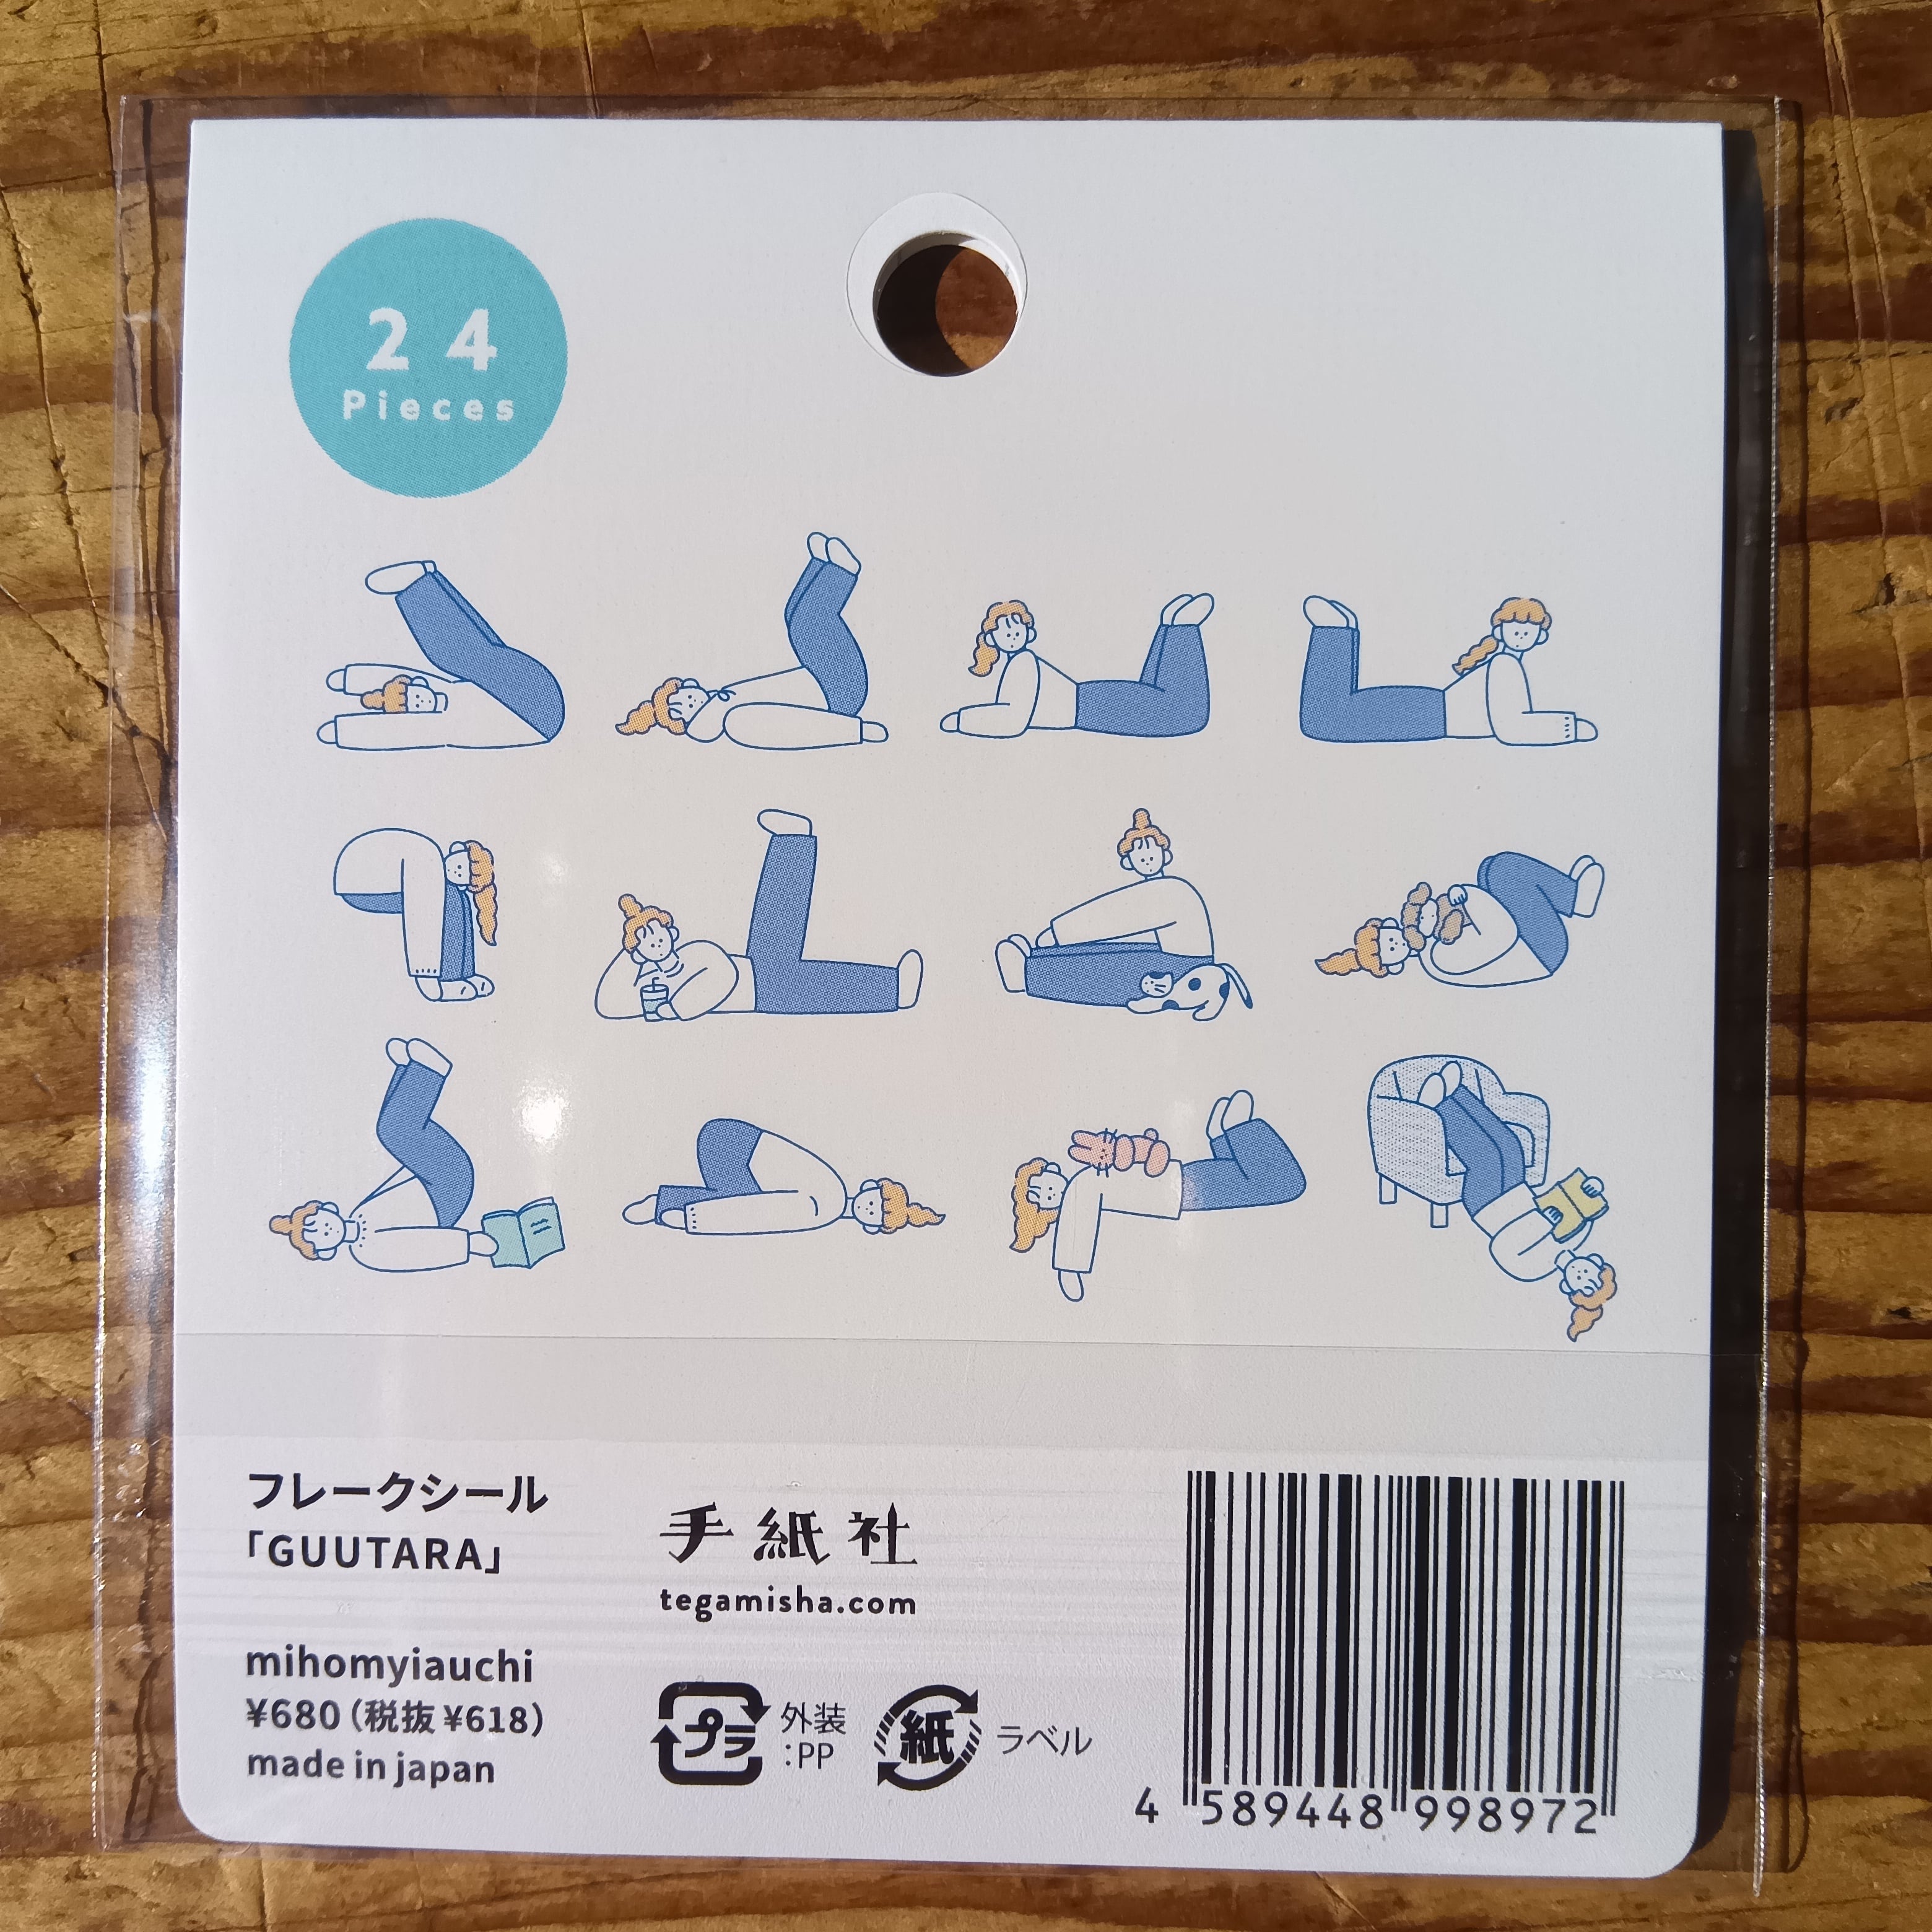 24
Pieces
フレークシール
「GUUTARA」
mihomyiauchi
¥680（税抜 ¥618）
made in japan
手紙社
tegamisha.com
プラ
外装
:PP
紙
ラベル
4 589448 998972